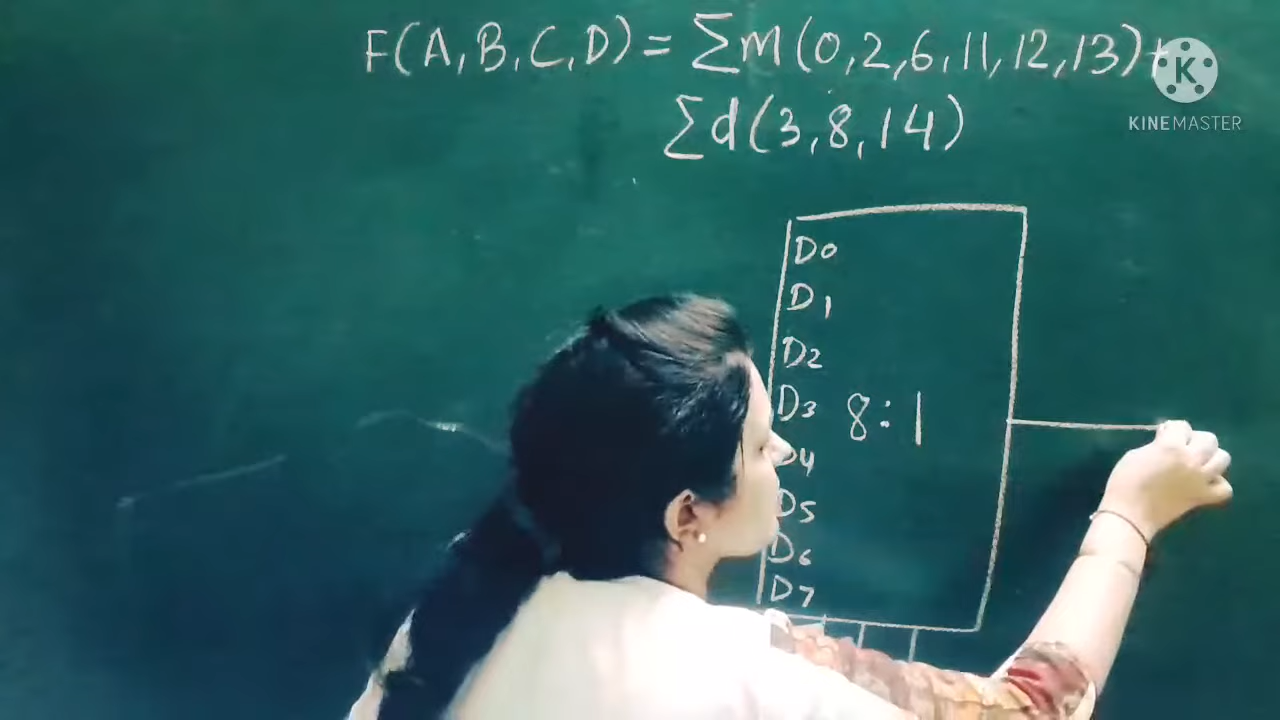 F(A,B,C,D) = ∑m(0,2,6,11,12,13)+
∑d(3,8,14)
K
KINEMASTER
D0
D1
D2
D3
8:1
D4
D5
D6
D7